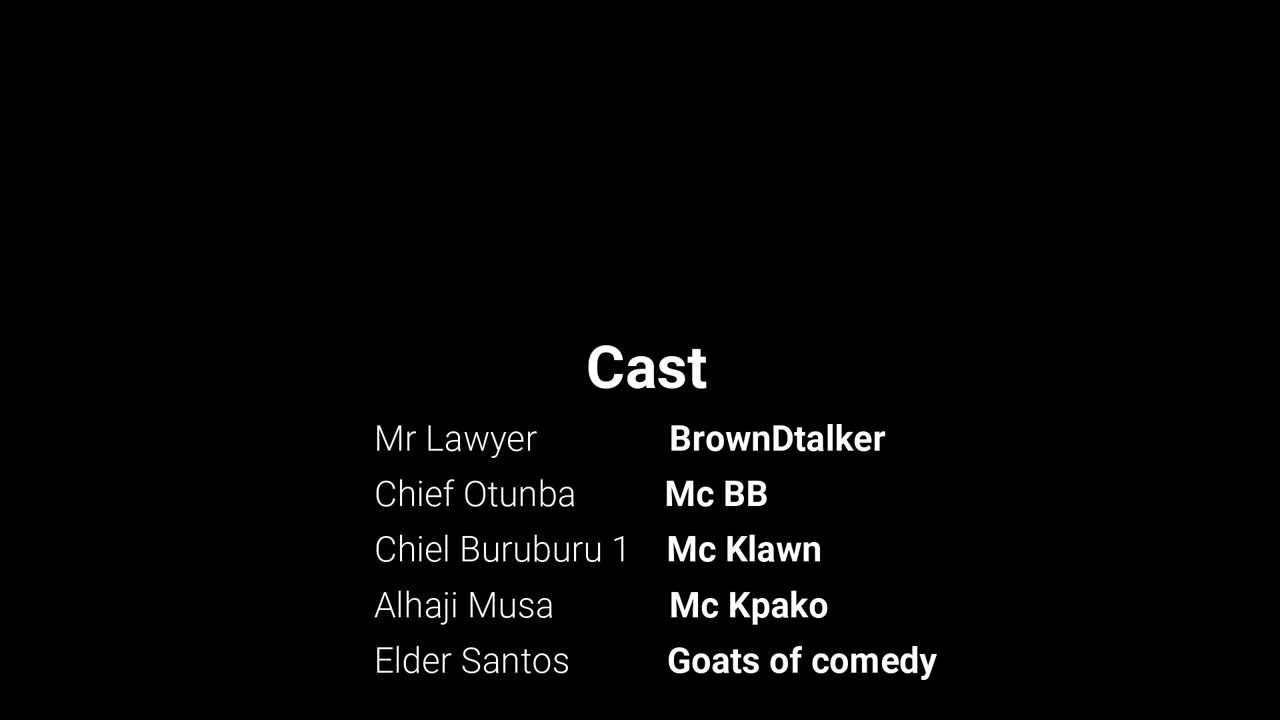 Cast
Mr Lawyer BrownDtalker
Chief Otunba Mc BB
Chiel Buruburu 1 Mc Klawn
Alhaji Musa Mc Kpako
Elder Santos Goats of comedy